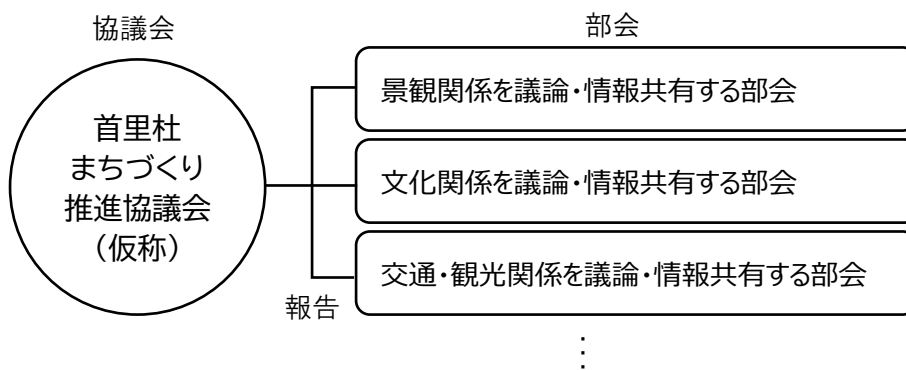 協議会
部会
首里杜
まちづくり
推進協議会
（仮称）
景観関係を議論・情報共有する部会
文化関係を議論・情報共有する部会
交通・観光関係を議論・情報共有する部会
報告
⋮